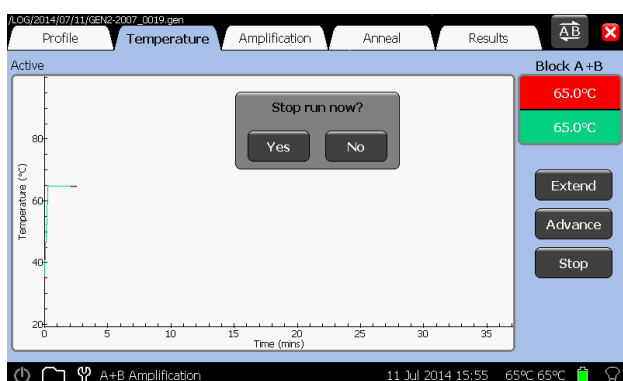 /LOG/2014/07/11/GEN2-2007_0019.gen
Profile Temperature Amplification Anneal Results AB
Active Block A+B
65.0°C
65.0°C
Stop run now?
Yes No
Extend
Advance
Stop
Temperature (°C)
80
60
40
20
0 5 10 15 20 25 30 35
Time (mins)
A+B Amplification 11 Jul 2014 15:55 65°C 65°C